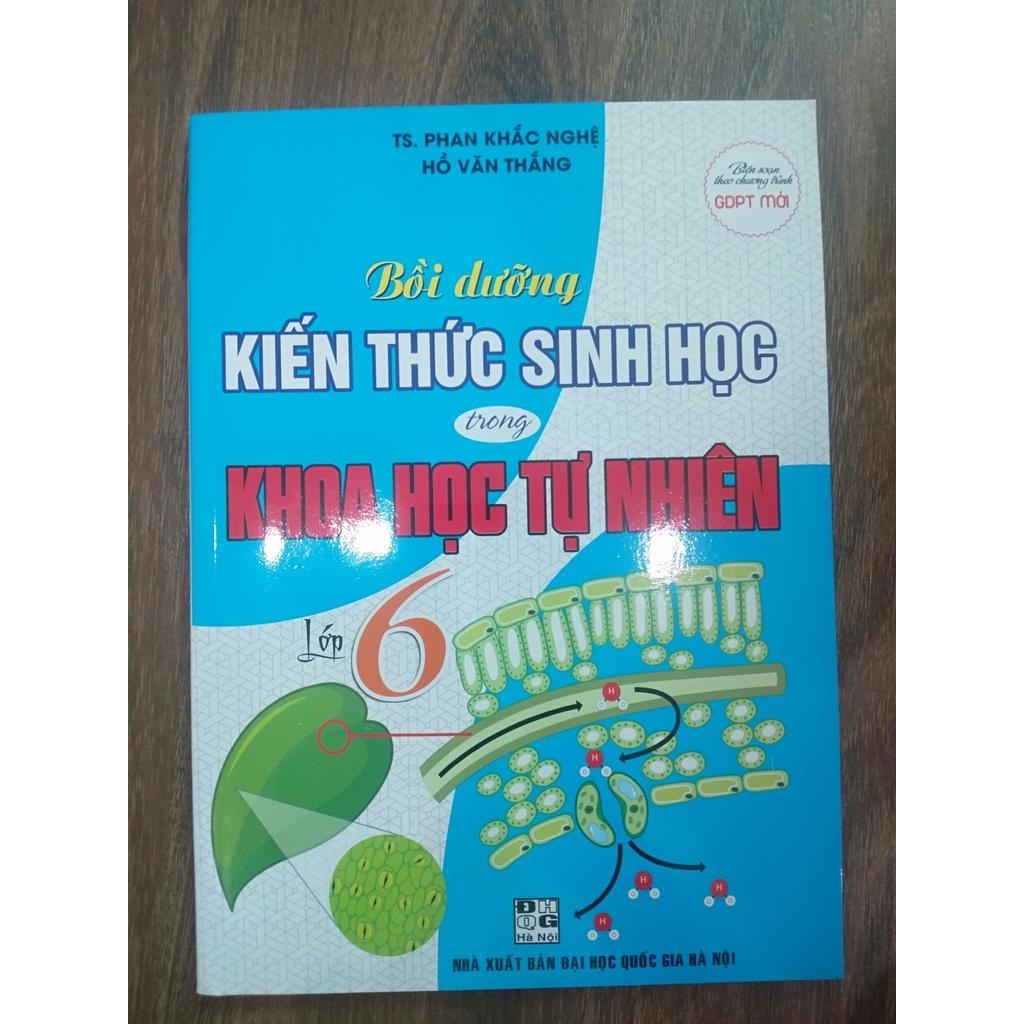 TS. PHAN KHẮC NGHỆ
HỒ VĂN THẮNG
Biên soạn
theo chương trình
GDPT MỚI
Bồi dưỡng
KIẾN THỨC SINH HỌC
trong
KHOA HỌC TỰ NHIÊN
Lớp 6
H
H
H
H
H
ĐH
QG
Hà Nội
NHÀ XUẤT BẢN ĐẠI HỌC QUỐC GIA HÀ NỘI